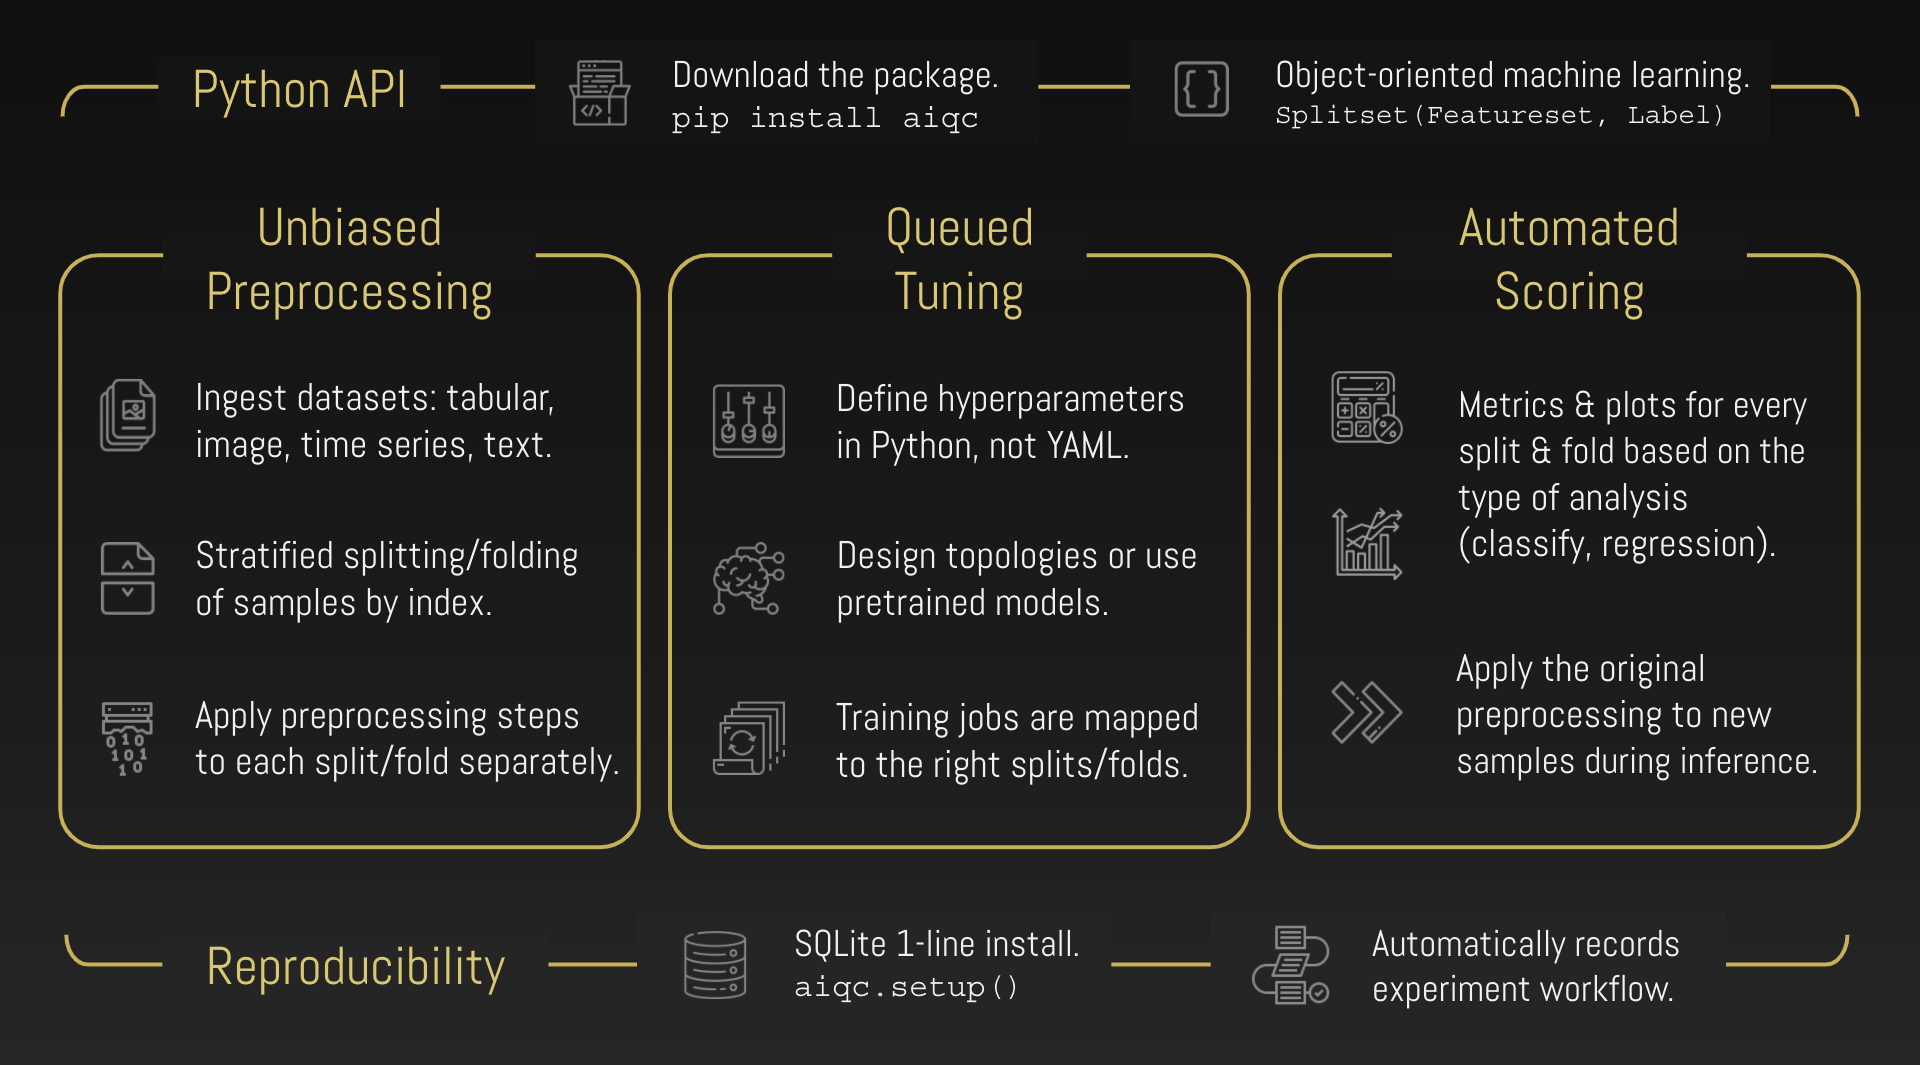 Python API
Download the package.
pip install aiqc
Object-oriented machine learning.
Splitset(Featureset, Label)
Unbiased
Preprocessing
Ingest datasets: tabular,
image, time series, text.
Stratified splitting/folding
of samples by index.
Apply preprocessing steps
to each split/fold separately.
Queued
Tuning
Define hyperparameters
in Python, not YAML.
Design topologies or use
pretrained models.
Training jobs are mapped
to the right splits/folds.
Automated
Scoring
Metrics & plots for every
split & fold based on the
type of analysis
(classify, regression).
Apply the original
preprocessing to new
samples during inference.
Reproducibility
SQLite 1-line install.
aiqc.setup()
Automatically records
experiment workflow.